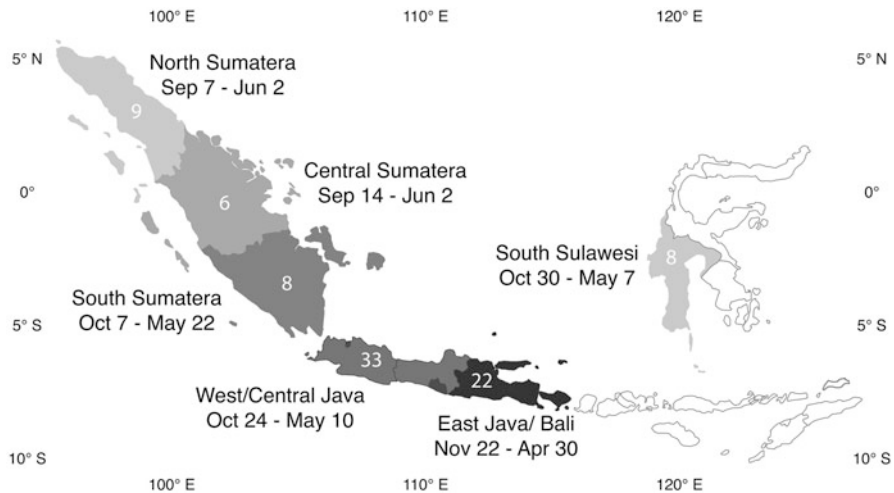 100° E 110° E 120° E
5° N 5° N
North Sumatera
Sep 7 - Jun 2
9
Central Sumatera
Sep 14 - Jun 2
0° 0°
6
South Sulawesi
Oct 30 - May 7
8
8
South Sumatera
Oct 7 - May 22
5° S 5° S
33
22
West/Central Java
Oct 24 - May 10
East Java/ Bali
Nov 22 - Apr 30
10° S 10° S
100° E 110° E 120° E